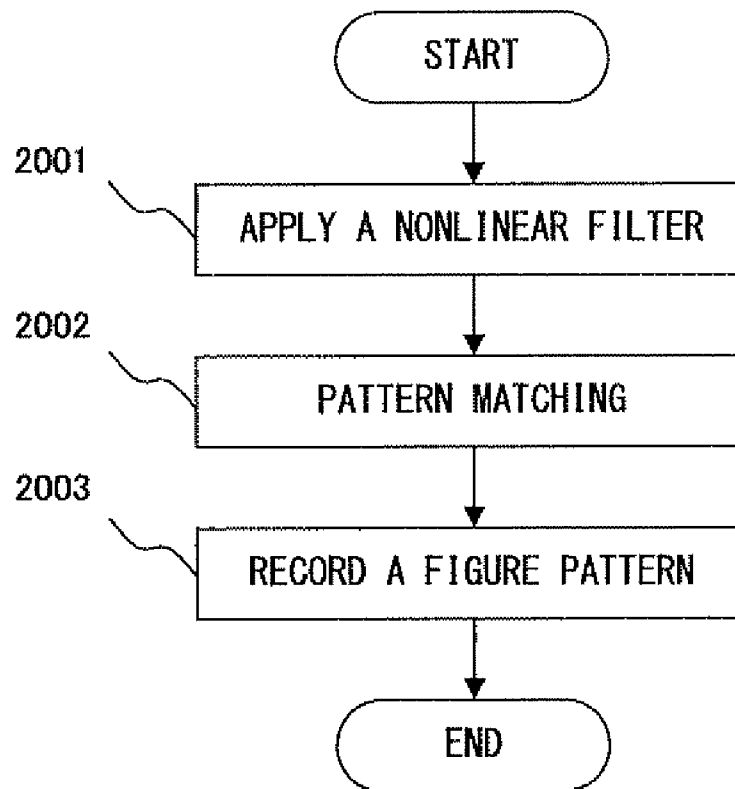 START
2001
APPLY A NONLINEAR FILTER
2002
PATTERN MATCHING
2003
RECORD A FIGURE PATTERN
END